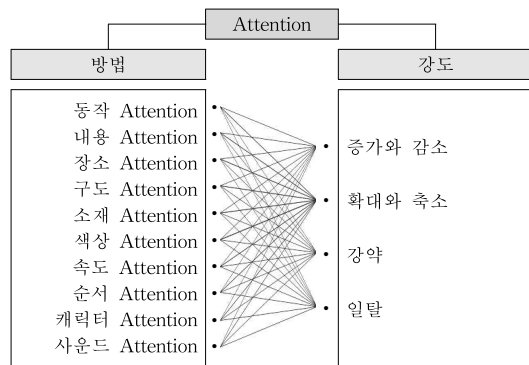 Attention
방법
강도
동작 Attention
내용 Attention
장소 Attention
구도 Attention
소재 Attention
색상 Attention
속도 Attention
순서 Attention
캐릭터 Attention
사운드 Attention
증가와 감소
확대와 축소
강약
일탈